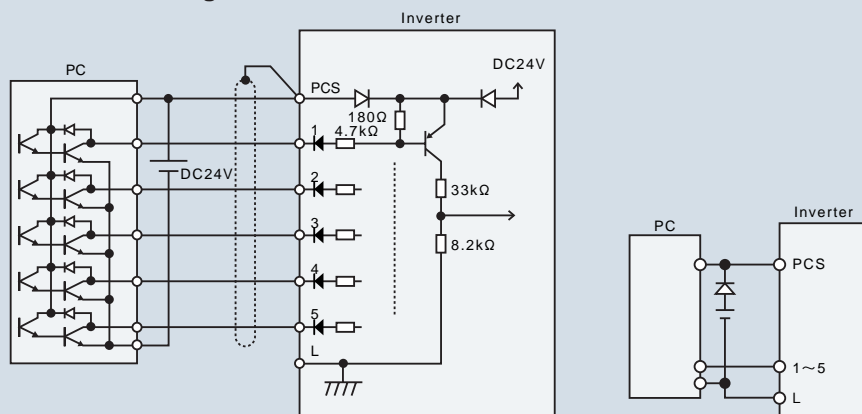 Inverter
PC
DC24V
PCS
180Ω
1 4.7kΩ
DC24V
2
33kΩ
3
8.2kΩ
4
5
L
PC
Inverter
PCS
1～5
L